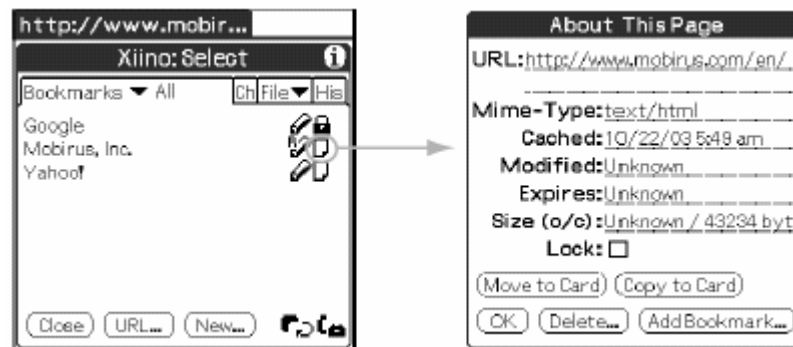 http://www.mobir...
Xiino: Select
Bookmarks ▼ All Ch File▼ His
Google
Mobirus, Inc.
Yahoo!
Close URL... New...
About This Page
URL:http://www.mobirus.com/en/
Mime-Type:text/html
Cached:10/22/03 5:49 am
Modified:Unknown
Expires:Unknown
Size (o/c):Unknown / 43234 byt
Lock:
Move to Card Copy to Card
OK Delete... Add Bookmark...